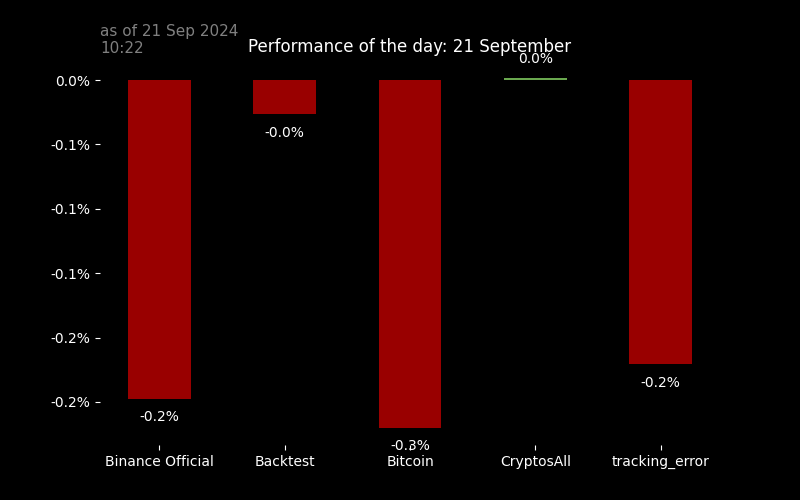 as of 21 Sep 2024
10:22
Performance of the day: 21 September
0.0%
0.0%
-0.0%
-0.1%
-0.1%
-0.1%
-0.2%
-0.2%
-0.2%
-0.2%
-0.3%
Binance Official
Backtest
Bitcoin
CryptosAll
tracking_error